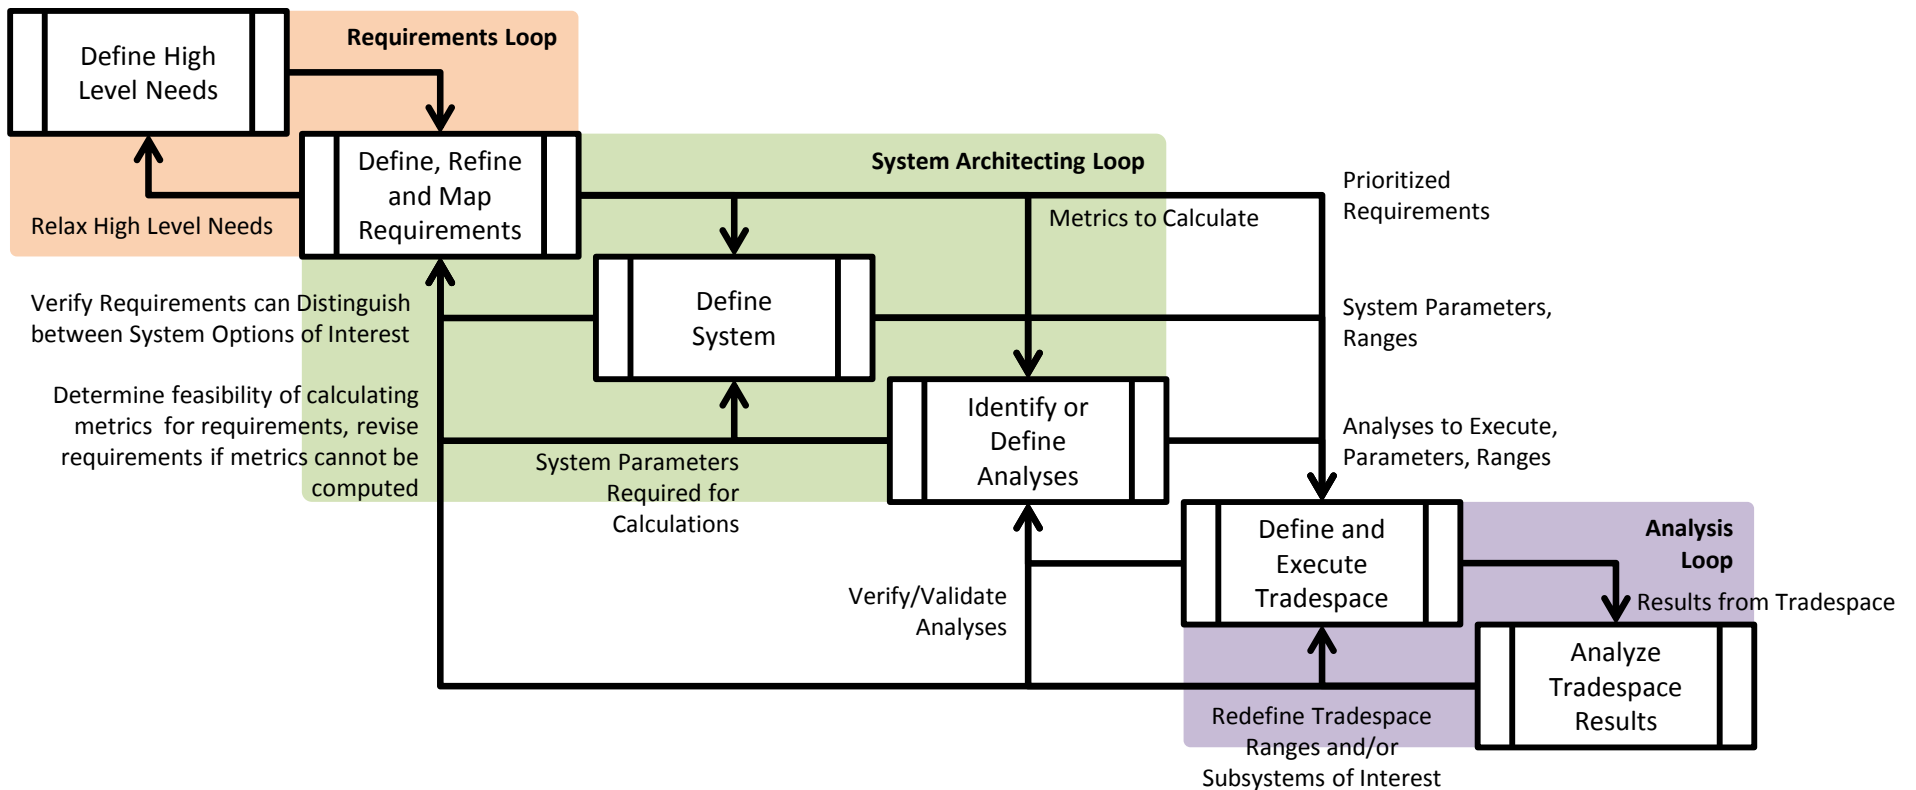 Define High
Level Needs
Requirements Loop
Define, Refine
and Map
Requirements
Relax High Level Needs
System Architecting Loop
Metrics to Calculate
Prioritized
Requirements
Verify Requirements can Distinguish
between System Options of Interest
Define
System
System Parameters,
Ranges
Determine feasibility of calculating
metrics for requirements, revise
requirements if metrics cannot be
computed
System Parameters
Required for
Calculations
Identify or
Define
Analyses
Analyses to Execute,
Parameters, Ranges
Verify/Validate
Analyses
Define and
Execute
Tradespace
Analysis
Loop
Results from Tradespace
Analyze
Tradespace
Results
Redefine Tradespace
Ranges and/or
Subsystems of Interest